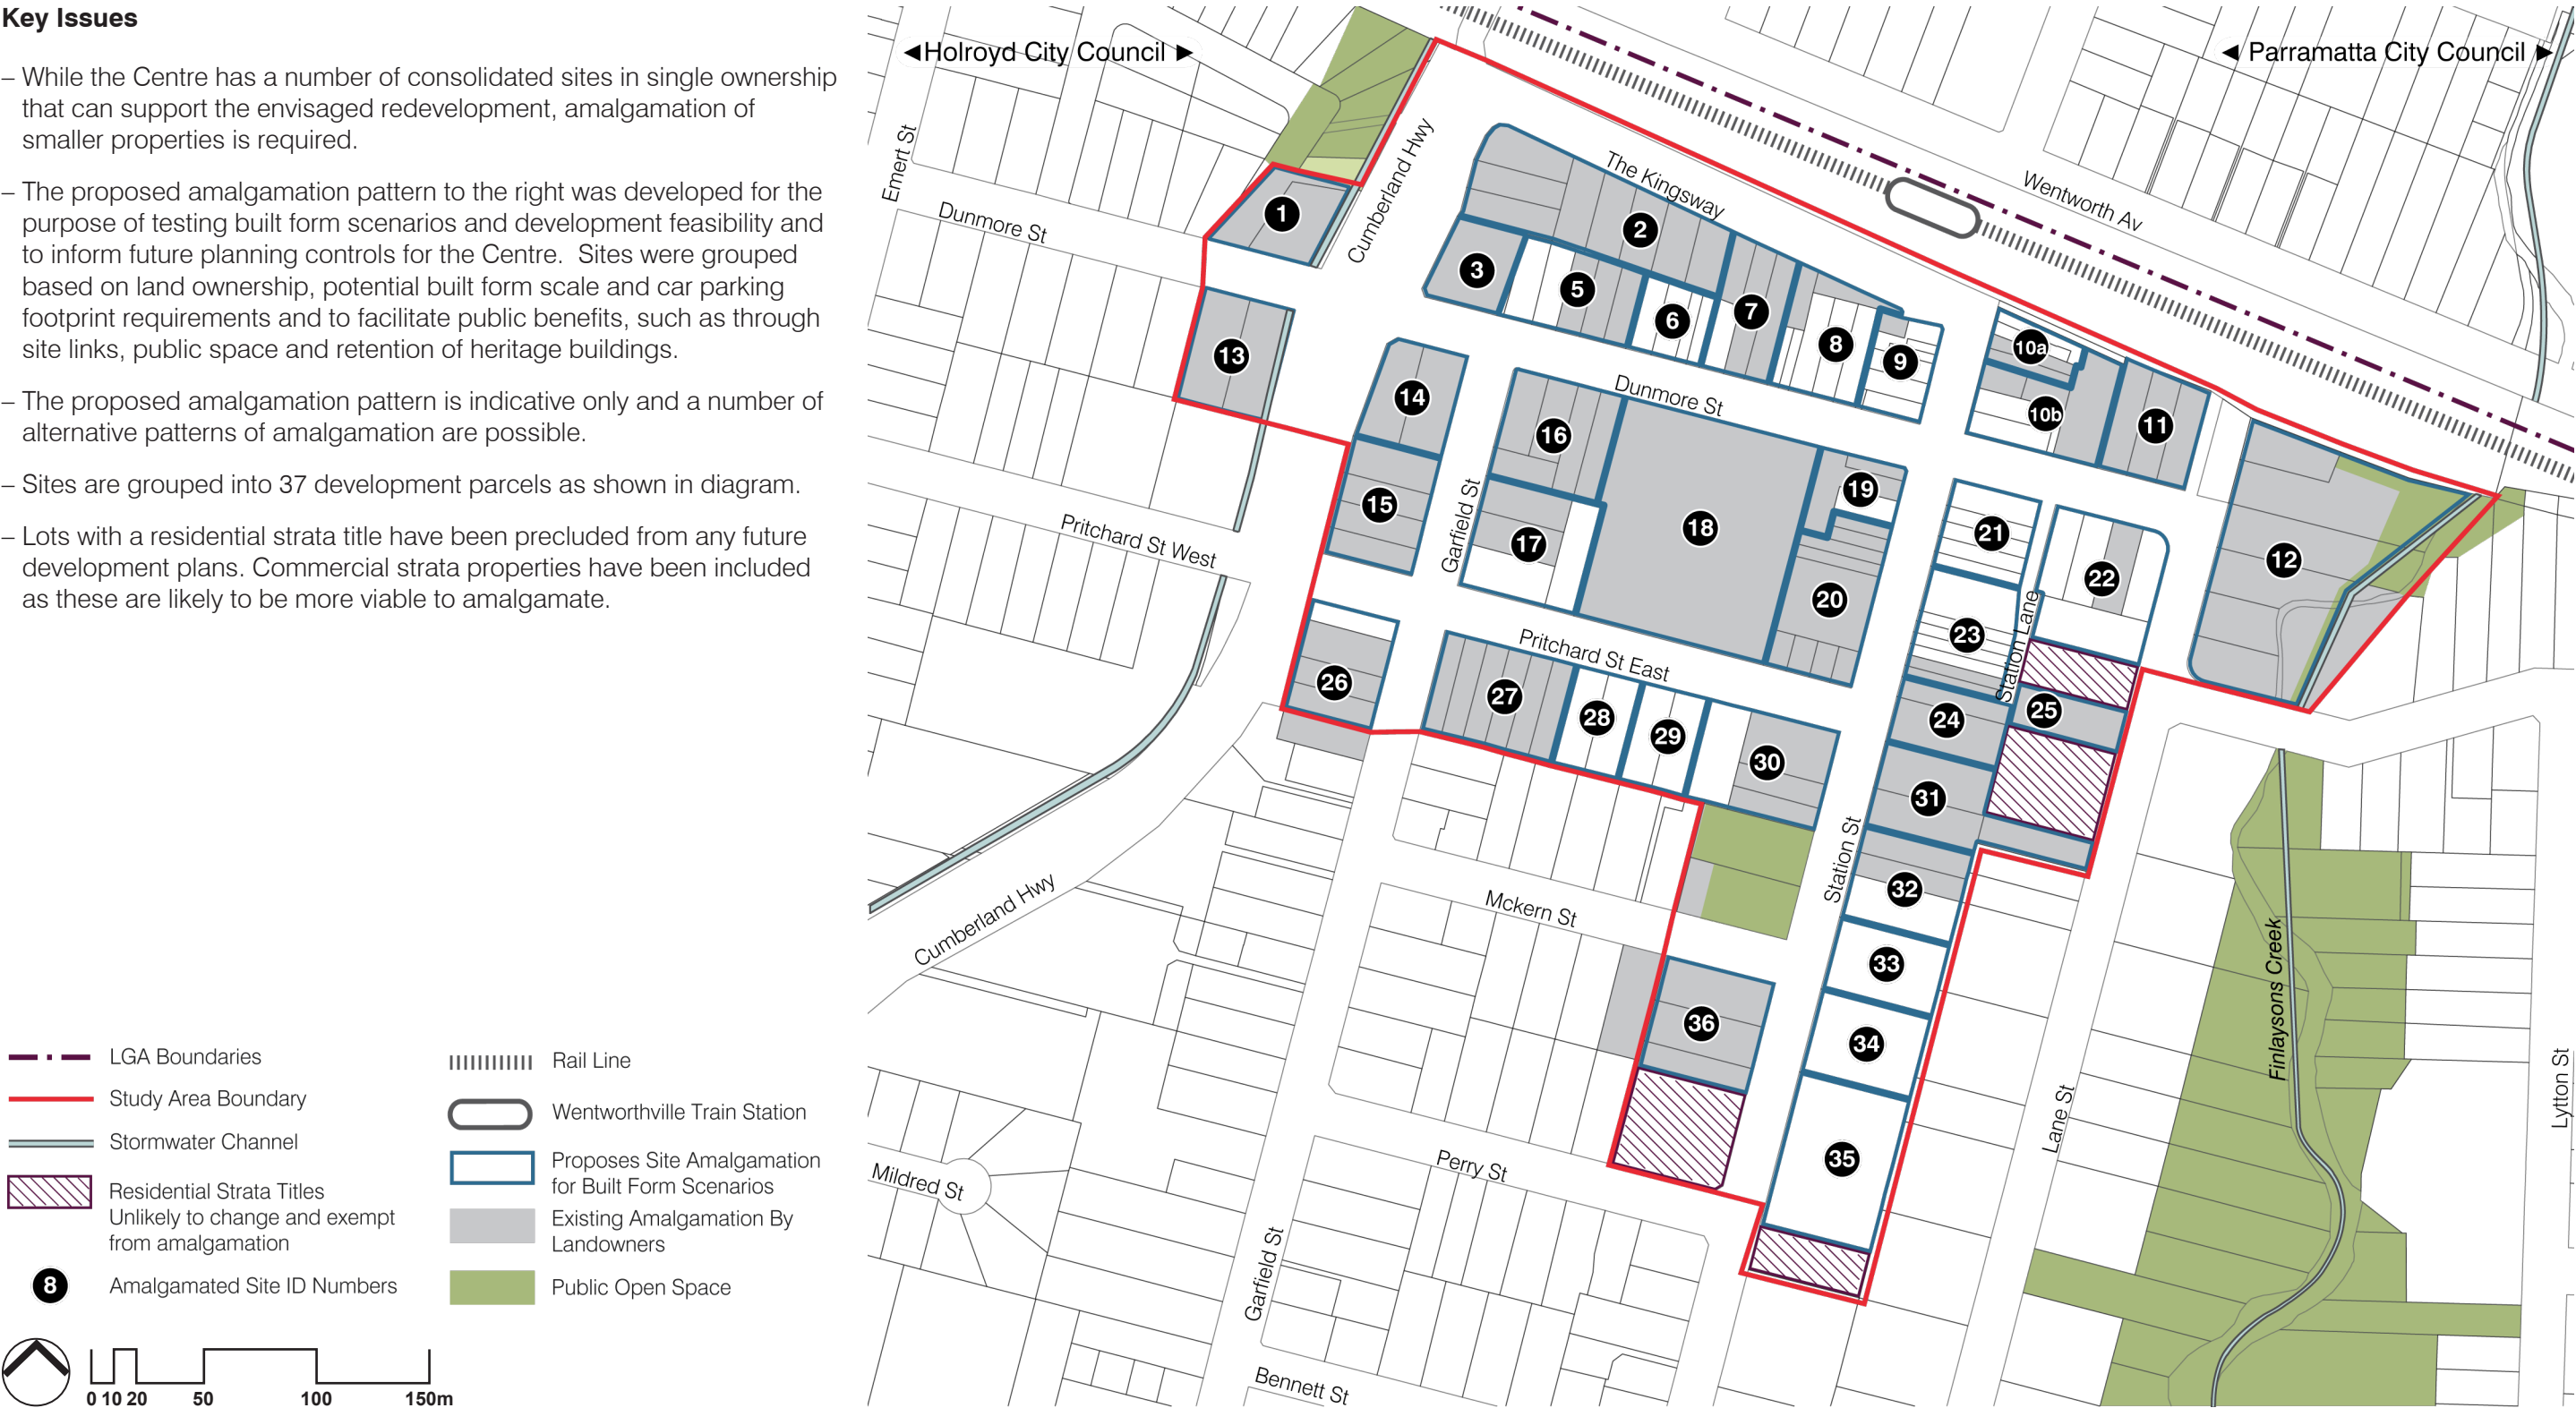 Key Issues
– While the Centre has a number of consolidated sites in single ownership
that can support the envisaged redevelopment, amalgamation of
smaller properties is required.
– The proposed amalgamation pattern to the right was developed for the
purpose of testing built form scenarios and development feasibility and
to inform future planning controls for the Centre. Sites were grouped
based on land ownership, potential built form scale and car parking
footprint requirements and to facilitate public benefits, such as through
site links, public space and retention of heritage buildings.
– The proposed amalgamation pattern is indicative only and a number of
alternative patterns of amalgamation are possible.
– Sites are grouped into 37 development parcels as shown in diagram.
– Lots with a residential strata title have been precluded from any future
development plans. Commercial strata properties have been included
as these are likely to be more viable to amalgamate.
LGA Boundaries
Study Area Boundary
Stormwater Channel
Residential Strata Titles
Unlikely to change and exempt
from amalgamation
8
Amalgamated Site ID Numbers
Rail Line
Wentworthville Train Station
Proposes Site Amalgamation
for Built Form Scenarios
Existing Amalgamation By
Landowners
Public Open Space
0 10 20 50 100 150m
◄Holroyd City Council ►
◄ Parramatta City Council ►
Emert St
Dunmore St
Cumberland Hwy
The Kingsway
Wentworth Av
1
2
3
5
6
7
8
9
10a
10b
11
12
13
14
15
16
17
18
19
20
21
22
23
24
25
26
27
28
29
30
31
32
33
34
35
36
Dunmore St
Garfield St
Pritchard St West
Pritchard St East
Station Lane
Station St
Cumberland Hwy
Mckern St
Perry St
Mildred St
Garfield St
Bennett St
Lane St
Finlaysons Creek
Lytton St